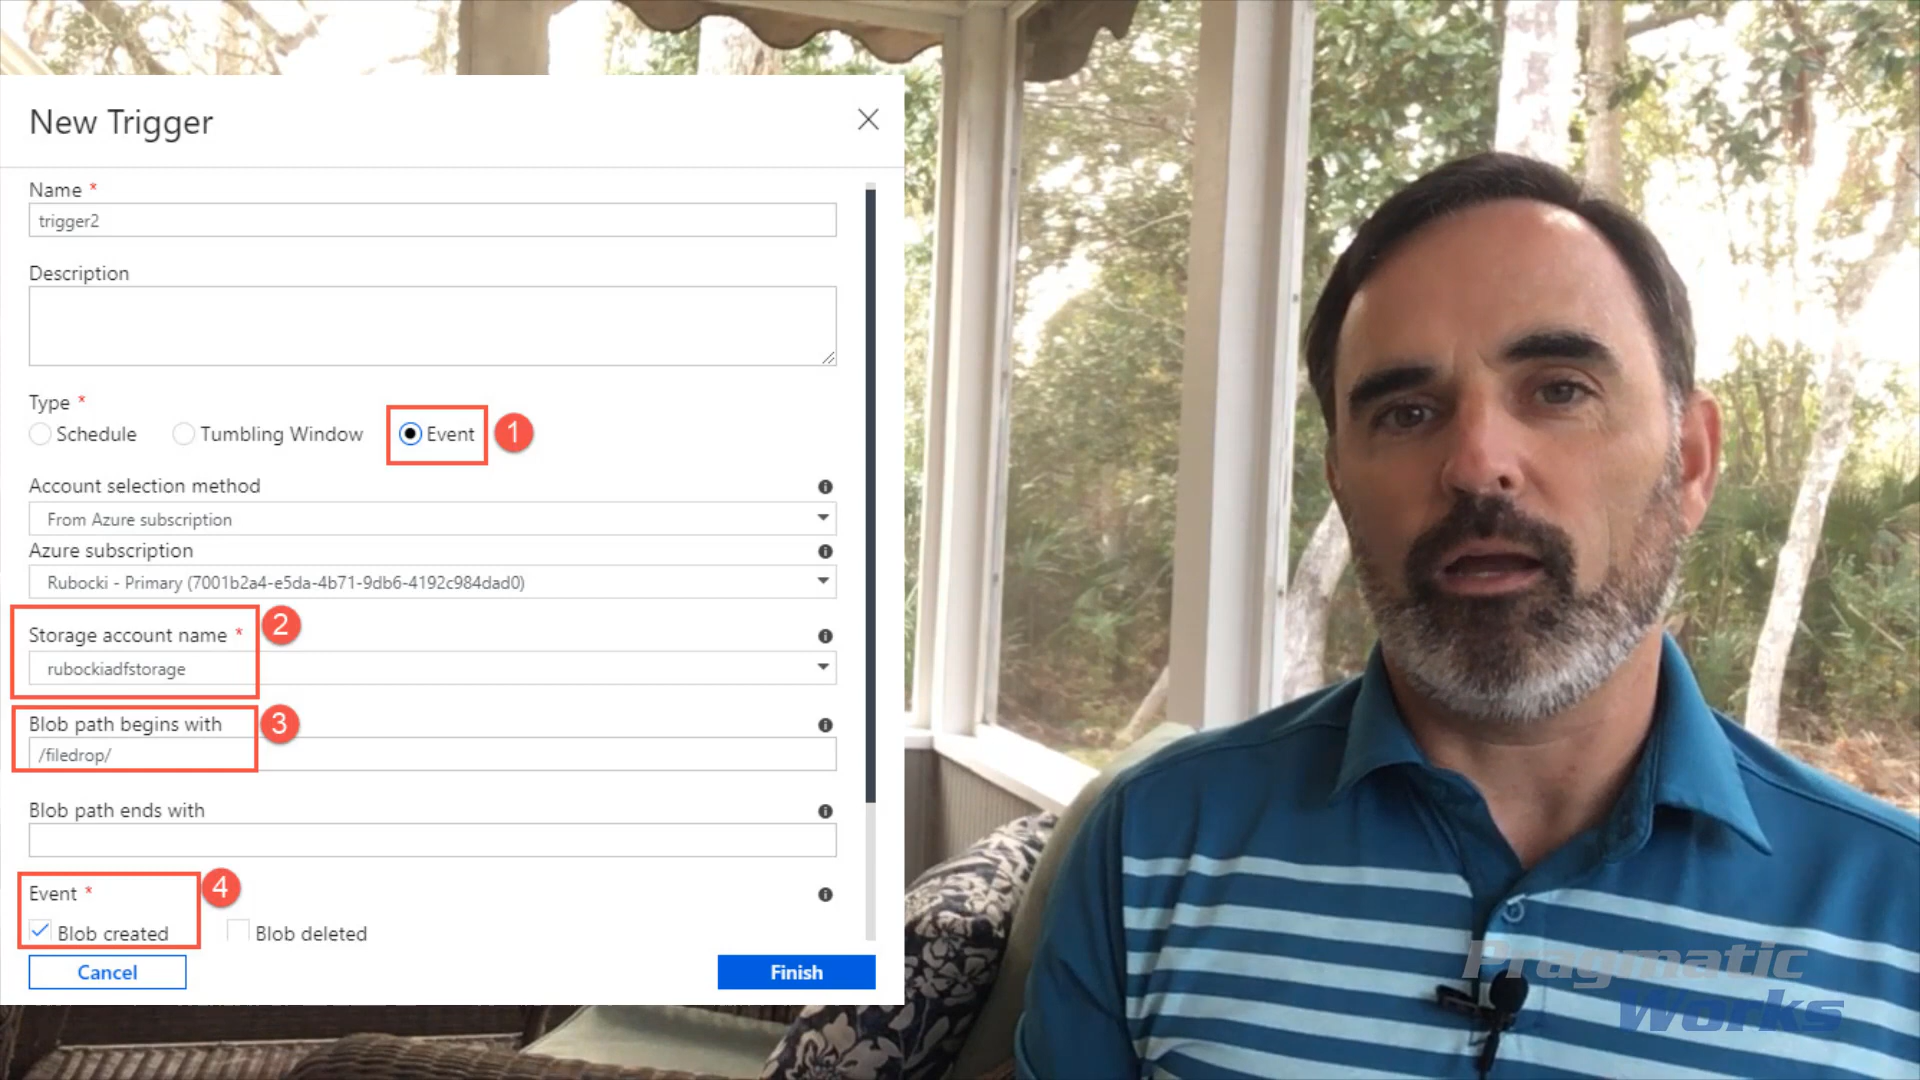 New Trigger
Name *
trigger2
Description
Type *
Schedule Tumbling Window Event 1
Account selection method
From Azure subscription
Azure subscription
Rubocki - Primary (7001b2a4-e5da-4b71-9db6-4192c984dad0)
Storage account name * 2
rubockiadfstorage
Blob path begins with 3
/filedrop/
Blob path ends with
Event * 4
Blob created Blob deleted
Cancel Finish
Pragmatic
Works